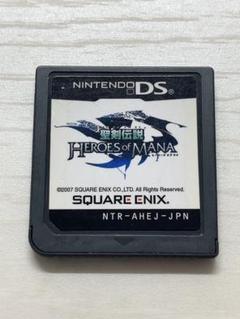 NINTENDO DS
聖剣伝説
HEROES of MANA
©2007 SQUARE ENIX CO.,LTD. All Rights Reserved.
SQUARE ENIX.
NTR-AHEJ-JPN